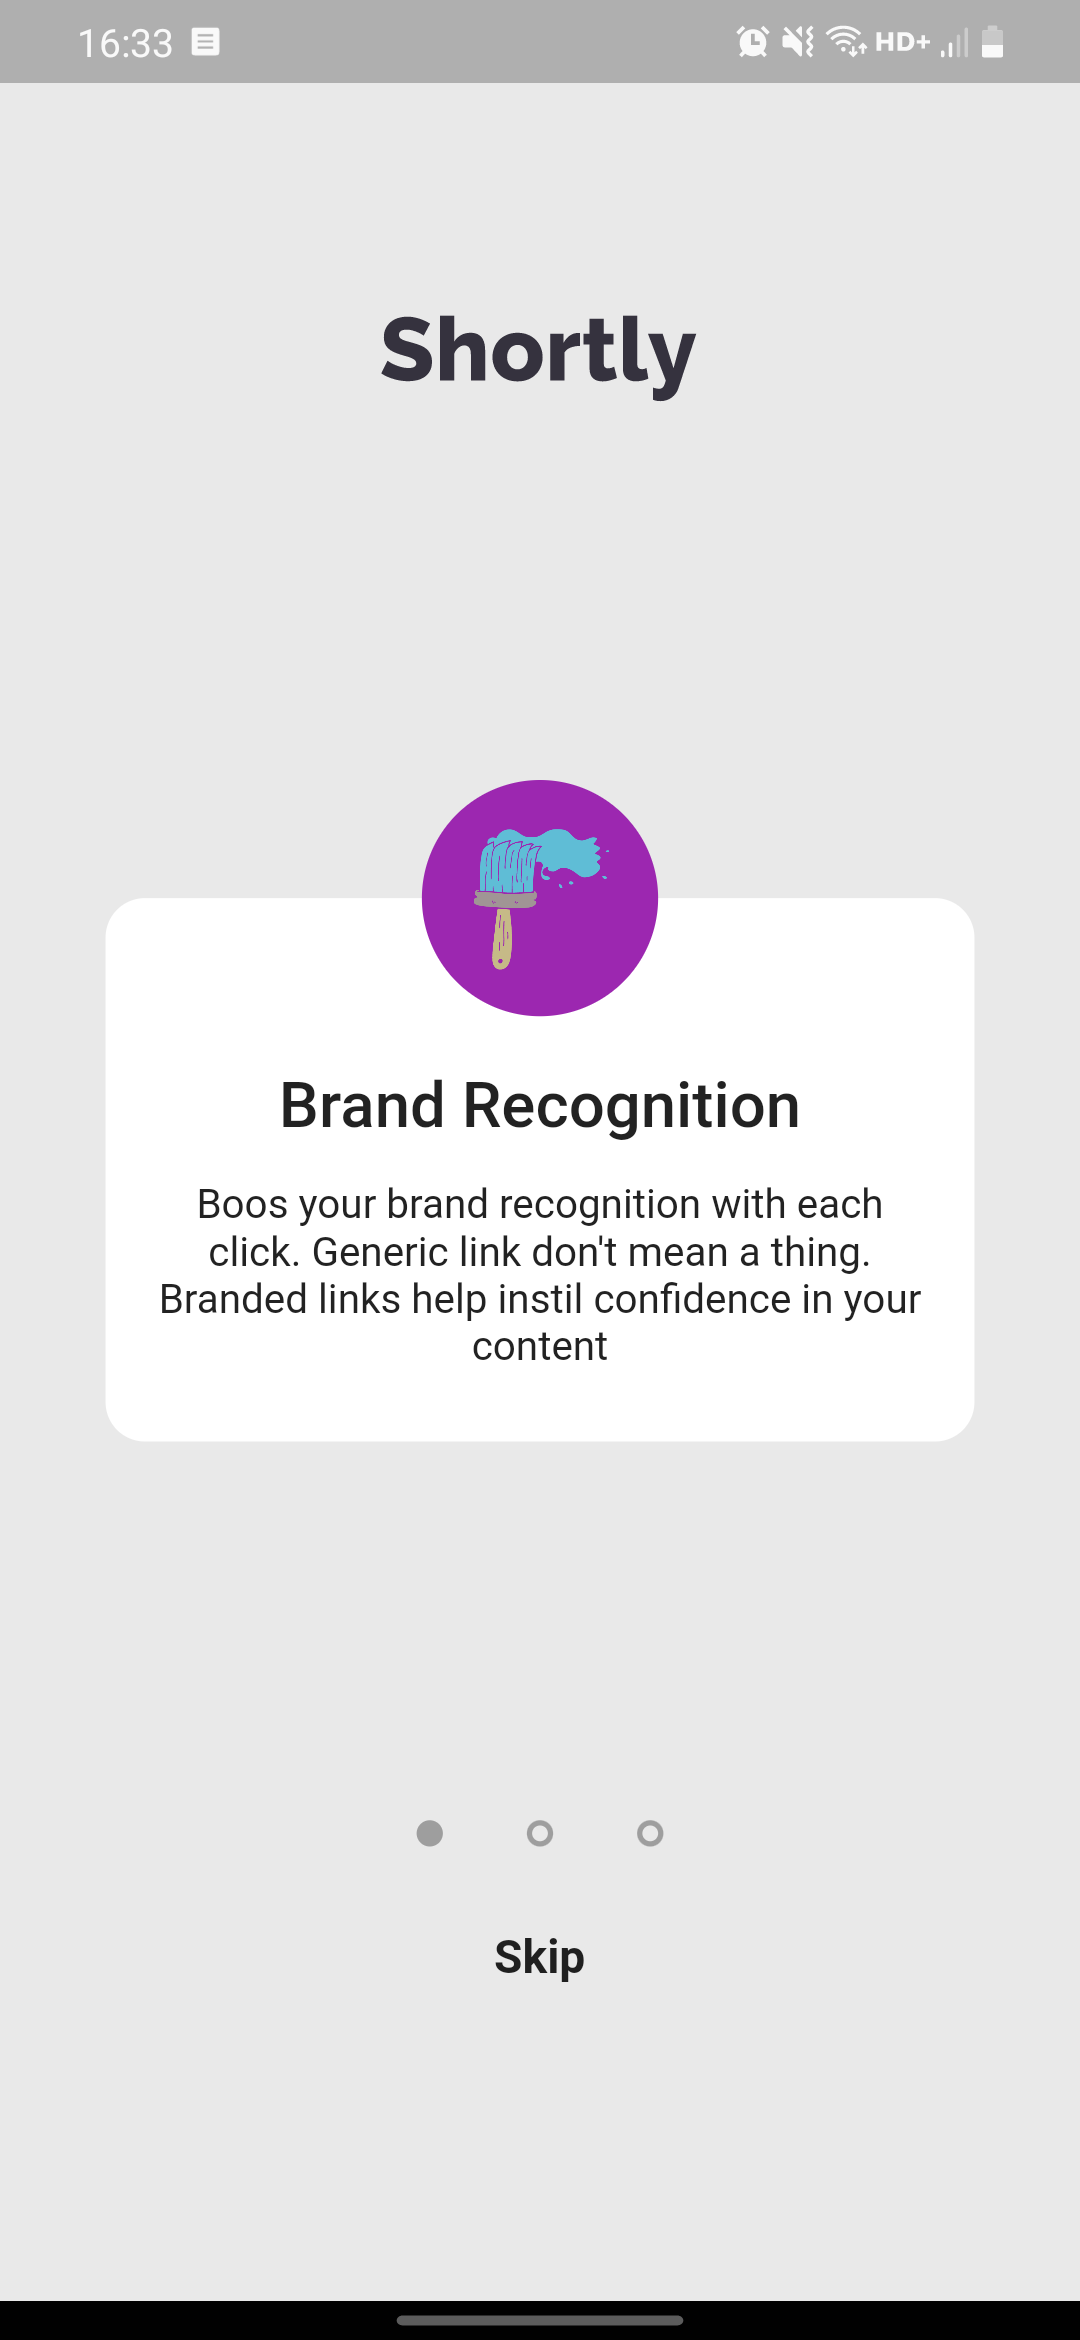 16:33
HD+
Shortly
Brand Recognition
Boos your brand recognition with each
click. Generic link don't mean a thing.
Branded links help instil confidence in your
content
Skip